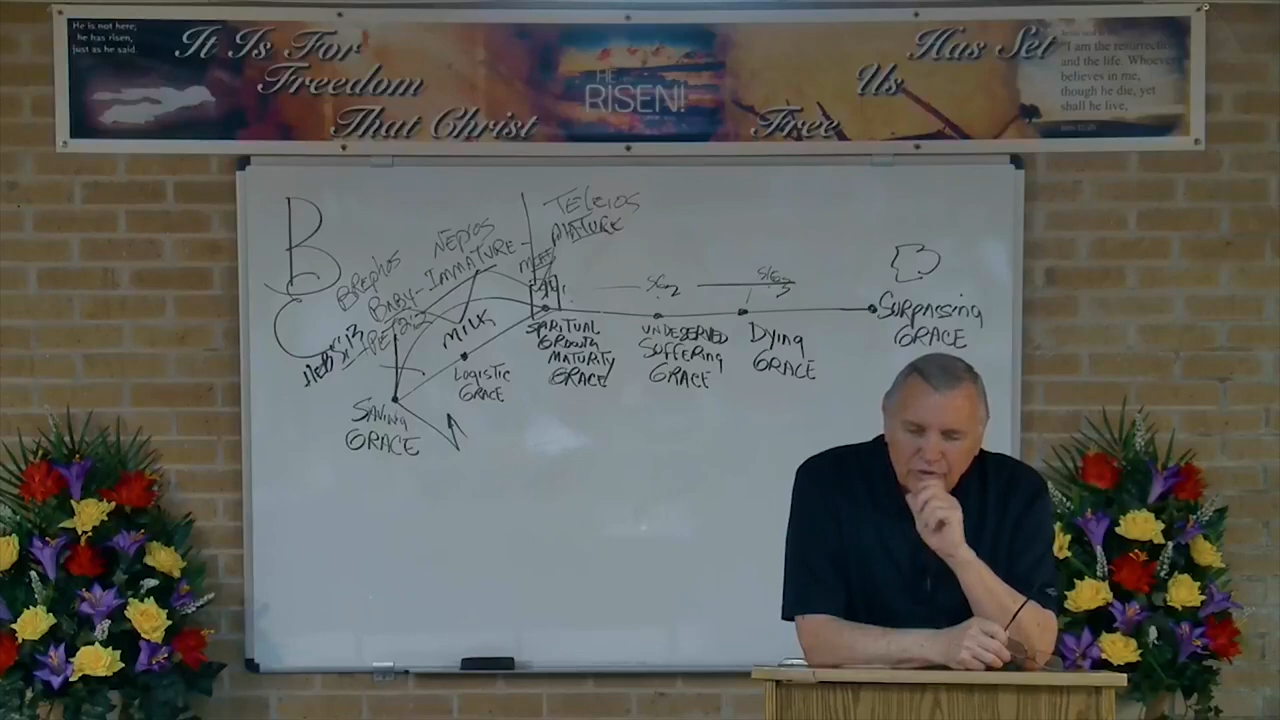 He is not here;
he has risen,
just as he said.
It Is For
Freedom
That Christ
HE
RISEN!
Has Set
Us
Free
"I am the resurrection
and the life. Whoever
believes in me,
though he die, yet
shall he live,
B
C
BREPHOS
BABY-
NEPIOS
IMMATURE
TELEIOS
MATURE
MILK
SAVING
GRACE
LOGISTIC
GRACE
SPIRITUAL
GROWTH
MATURITY
GRACE
UNDESERVED
SUFFERING
GRACE
DYING
GRACE
SURPASSING
GRACE